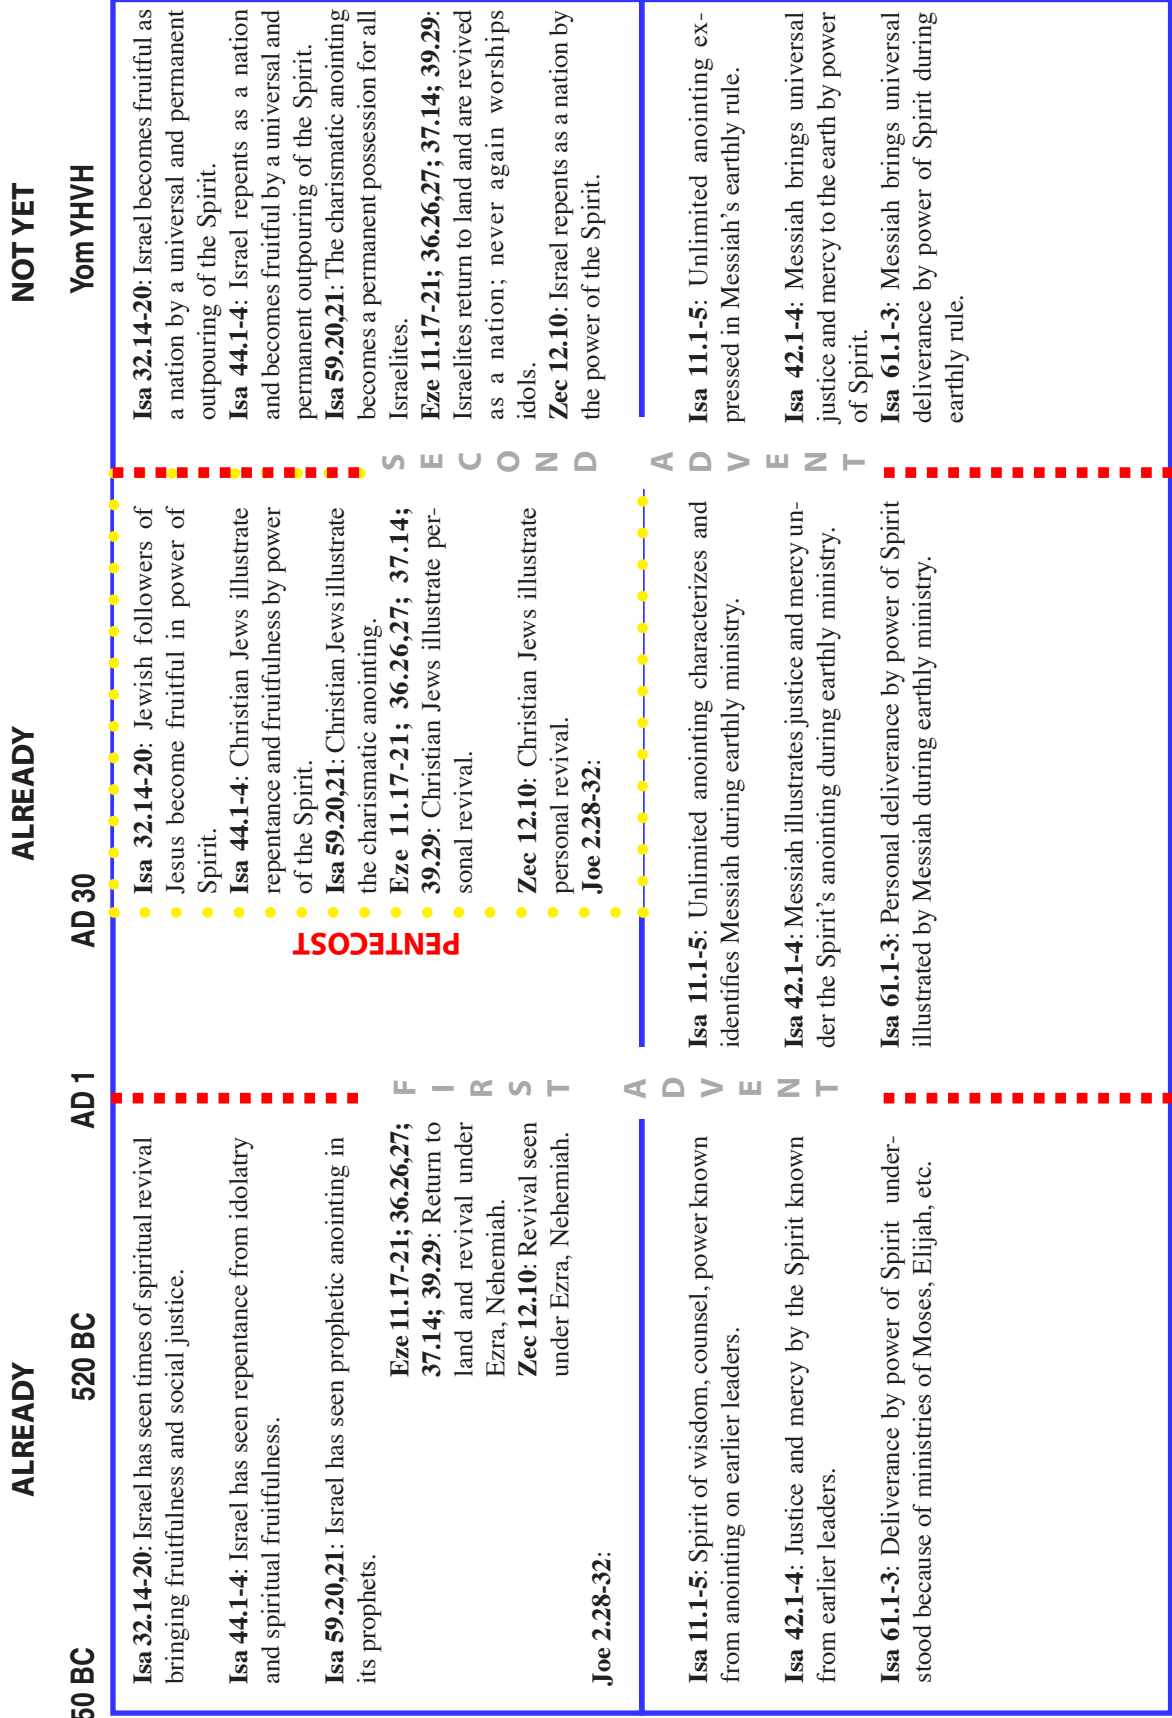 ALREADY
ALREADY
NOT YET
50 BC
520 BC
AD 1
AD 30
Yom YHVH
Isa 32.14-20: Israel has seen times of spiritual revival
bringing fruitfulness and social justice.
Isa 44.1-4: Israel has seen repentance from idolatry
and spiritual fruitfulness.
Isa 59.20,21: Israel has seen prophetic anointing in
its prophets.
Eze 11.17-21; 36.26,27;
37.14; 39.29: Return to
land and revival under
Ezra, Nehemiah.
Zec 12.10: Revival seen
under Ezra, Nehemiah.
Joe 2.28-32:
FIRST ADVENT
PENTECOST
Isa 32.14-20: Jewish followers of
Jesus become fruitful in power of
Spirit.
Isa 44.1-4: Christian Jews illustrate
repentance and fruitfulness by power
of the Spirit.
Isa 59.20,21: Christian Jews illustrate
the charismatic anointing.
Eze 11.17-21; 36.26,27; 37.14;
39.29: Christian Jews illustrate per-
sonal revival.
Zec 12.10: Christian Jews illustrate
personal revival.
Joe 2.28-32:
SECOND ADVENT
Isa 32.14-20: Israel becomes fruitful as
a nation by a universal and permanent
outpouring of the Spirit.
Isa 44.1-4: Israel repents as a nation
and becomes fruitful by a universal and
permanent outpouring of the Spirit.
Isa 59.20,21: The charismatic anointing
becomes a permanent possession for all
Israelites.
Eze 11.17-21; 36.26,27; 37.14; 39.29:
Israelites return to land and are revived
as a nation; never again worships
idols.
Zec 12.10: Israel repents as a nation by
the power of the Spirit.
Isa 11.1-5: Spirit of wisdom, counsel, power known
from anointing on earlier leaders.
Isa 42.1-4: Justice and mercy by the Spirit known
from earlier leaders.
Isa 61.1-3: Deliverance by power of Spirit under-
stood because of ministries of Moses, Elijah, etc.
Isa 11.1-5: Unlimited anointing characterizes and
identifies Messiah during earthly ministry.
Isa 42.1-4: Messiah illustrates justice and mercy un-
der the Spirit's anointing during earthly ministry.
Isa 61.1-3: Personal deliverance by power of Spirit
illustrated by Messiah during earthly ministry.
Isa 11.1-5: Unlimited anointing ex-
pressed in Messiah's earthly rule.
Isa 42.1-4: Messiah brings universal
justice and mercy to the earth by power
of Spirit.
Isa 61.1-3: Messiah brings universal
deliverance by power of Spirit during
earthly rule.